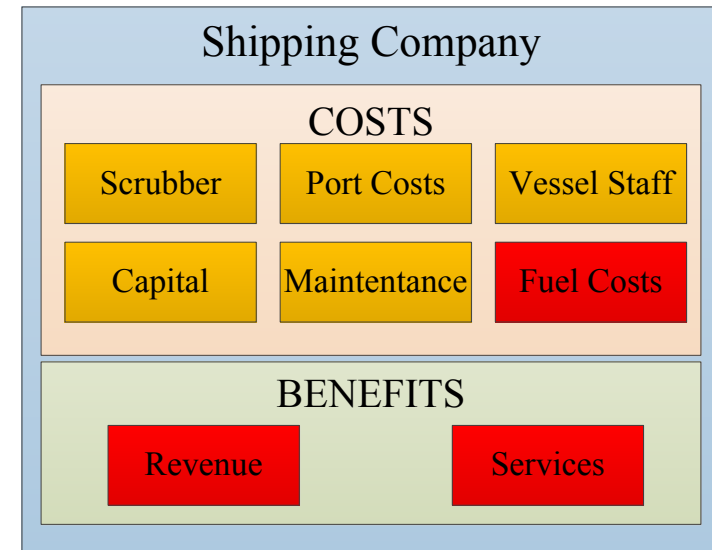 Shipping Company
COSTS
Scrubber
Port Costs
Vessel Staff
Capital
Maintentance
Fuel Costs
BENEFITS
Revenue
Services